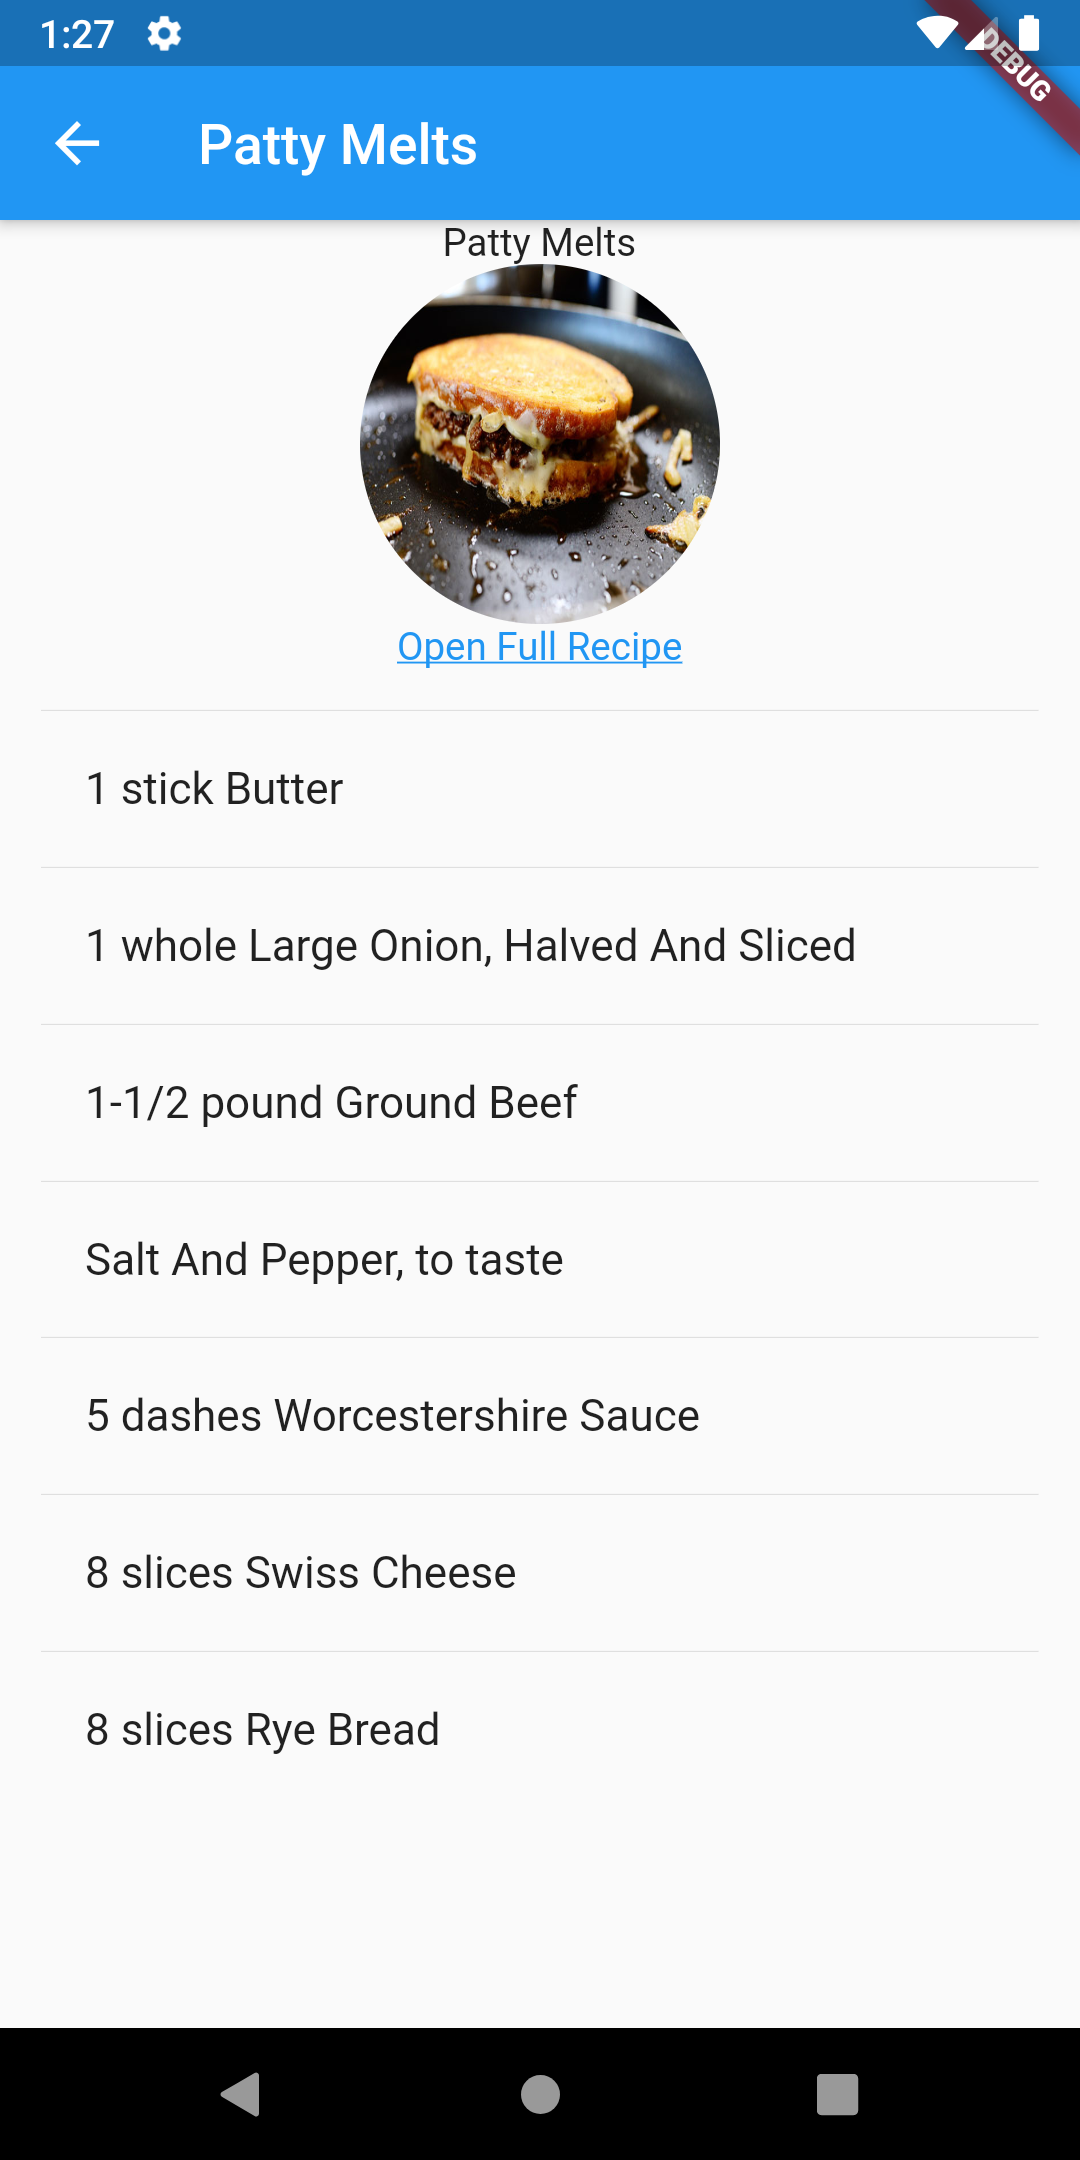 1:27
DEBUG
Patty Melts
Patty Melts
Open Full Recipe
1 stick Butter
1 whole Large Onion, Halved And Sliced
1-1/2 pound Ground Beef
Salt And Pepper, to taste
5 dashes Worcestershire Sauce
8 slices Swiss Cheese
8 slices Rye Bread